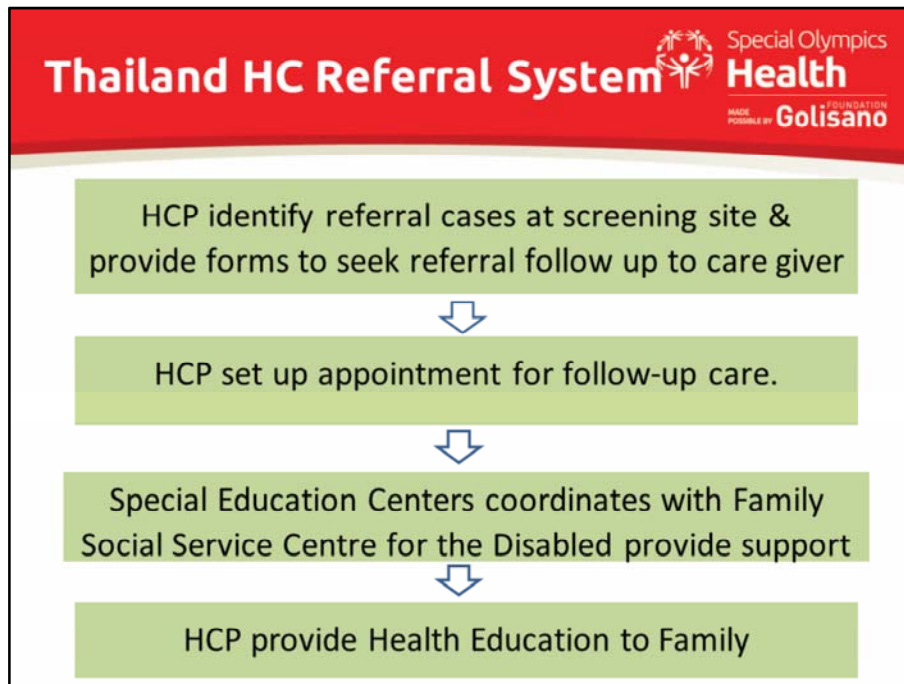 Thailand HC Referral System
Special Olympics
Health
MADE
POSSIBLE BY
FOUNDATION
Golisano
HCP identify referral cases at screening site &
provide forms to seek referral follow up to care giver
HCP set up appointment for follow-up care.
Special Education Centers coordinates with Family
Social Service Centre for the Disabled provide support
HCP provide Health Education to Family